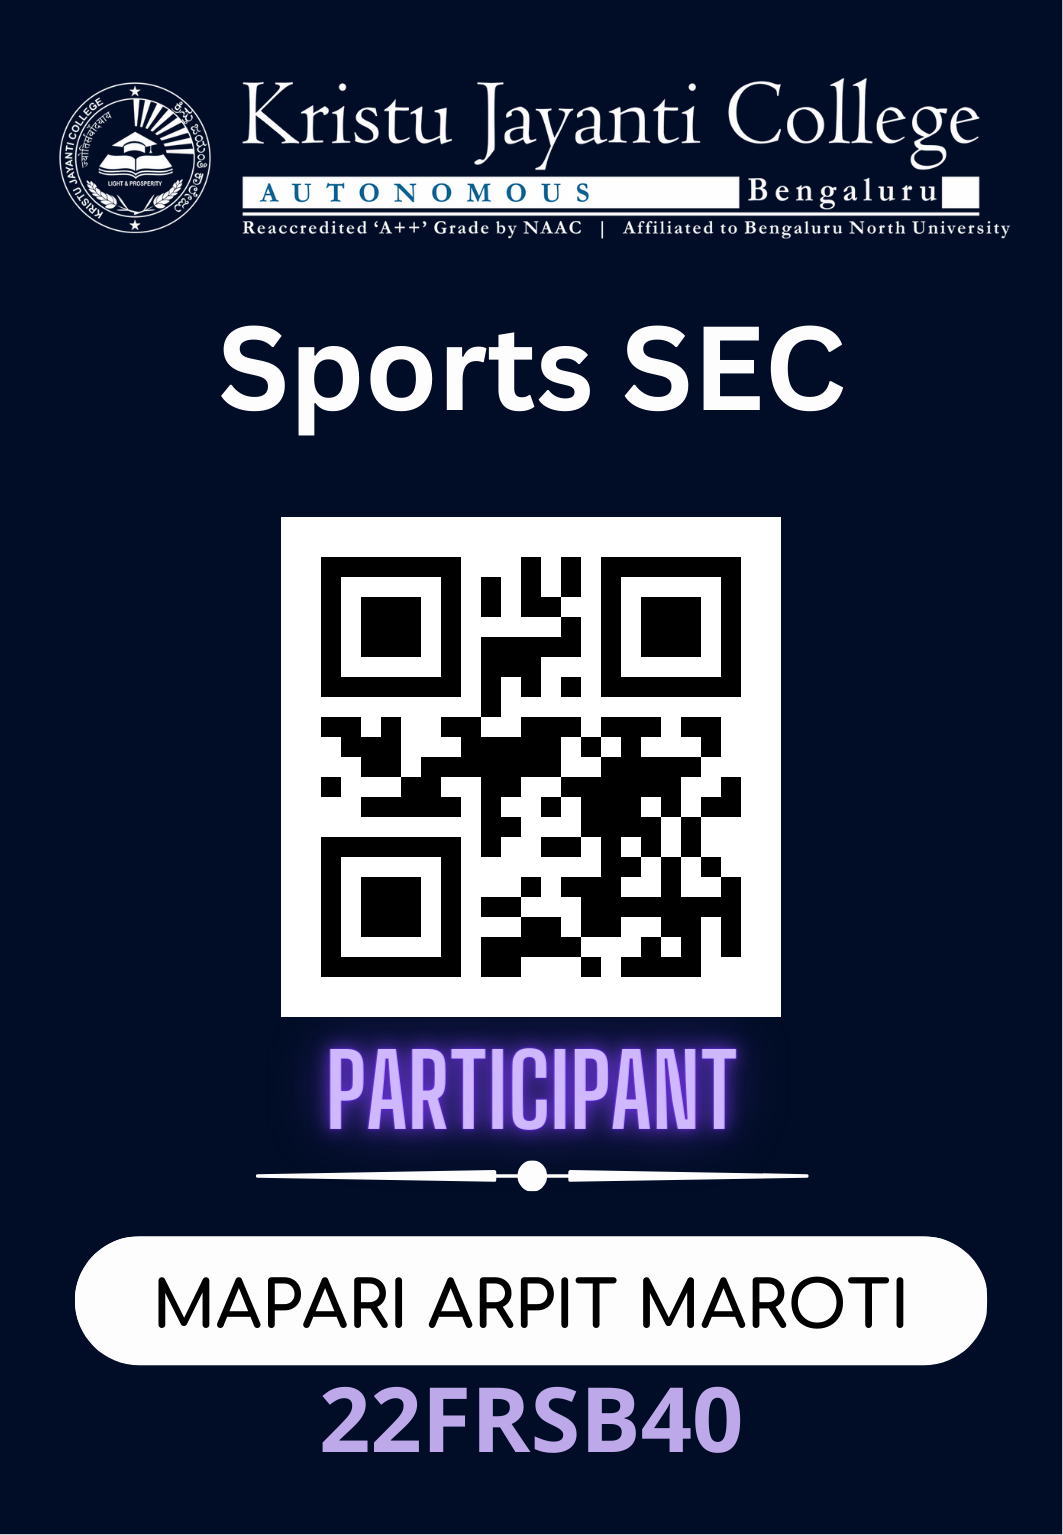 KRISTU JAYANTI COLLEGE
ಕ್ರಿಸ್ತು ಜಯಂತಿ ಕಾಲೇಜು
LIGHT & PROSPERITY
Kristu Jayanti College
AUTONOMOUS Bengaluru
Reaccredited ‘A++’ Grade by NAAC | Affiliated to Bengaluru North University
Sports SEC
PARTICIPANT
MAPARI ARPIT MAROTI
22FRSB40